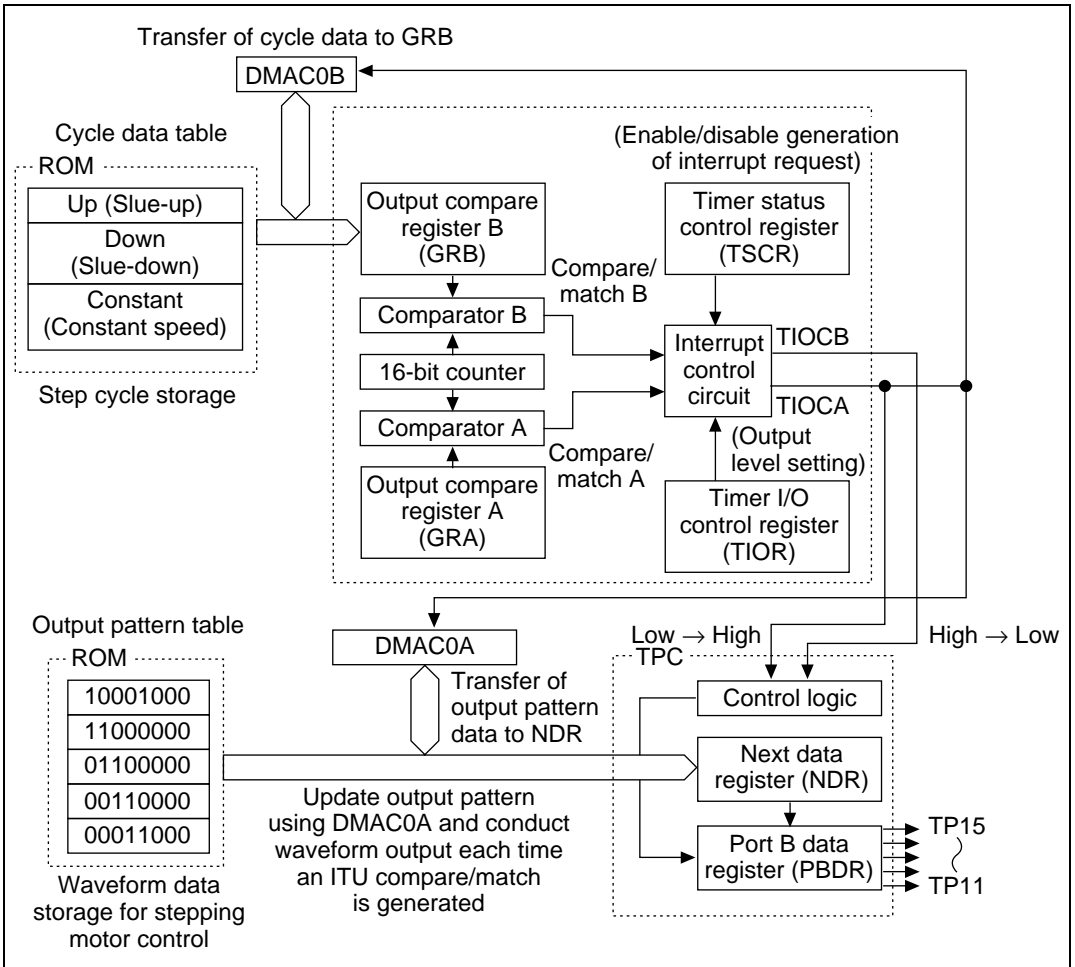 Transfer of cycle data to GRB
DMAC0B
Cycle data table
ROM
Up (Slue-up)
Down
(Slue-down)
Constant
(Constant speed)
Step cycle storage
(Enable/disable generation
of interrupt request)
Output compare
register B
(GRB)
Timer status
control register
(TSCR)
Compare/
match B
Comparator B
16-bit counter
Comparator A
Interrupt
control
circuit
TIOCB
TIOCA
Compare/
match A
(Output
level setting)
Output compare
register A
(GRA)
Timer I/O
control register
(TIOR)
Output pattern table
ROM
10001000
11000000
01100000
00110000
00011000
Waveform data
storage for stepping
motor control
DMAC0A
Transfer of
output pattern
data to NDR
Update output pattern
using DMAC0A and conduct
waveform output each time
an ITU compare/match
is generated
Low → High
High → Low
TPC
Control logic
Next data
register (NDR)
Port B data
register (PBDR)
TP15
TP11